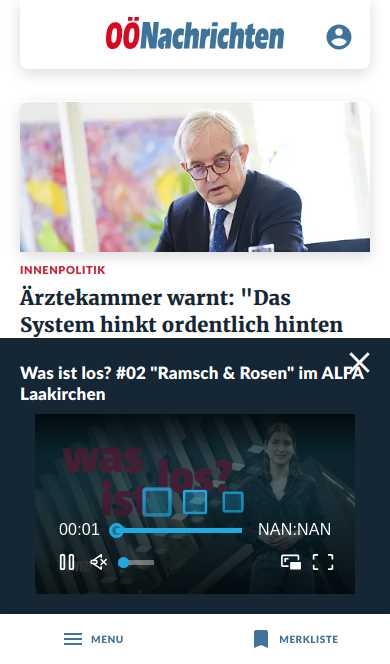 OÖNachrichten
INNENPOLITIK
Ärztekammer warnt: "Das
System hinkt ordentlich hinten
Was ist los? #02 "Ramsch & Rosen" im ALFA
Laakirchen
was
ist los?
00:01 NAN:NAN
MENU MERKLISTE